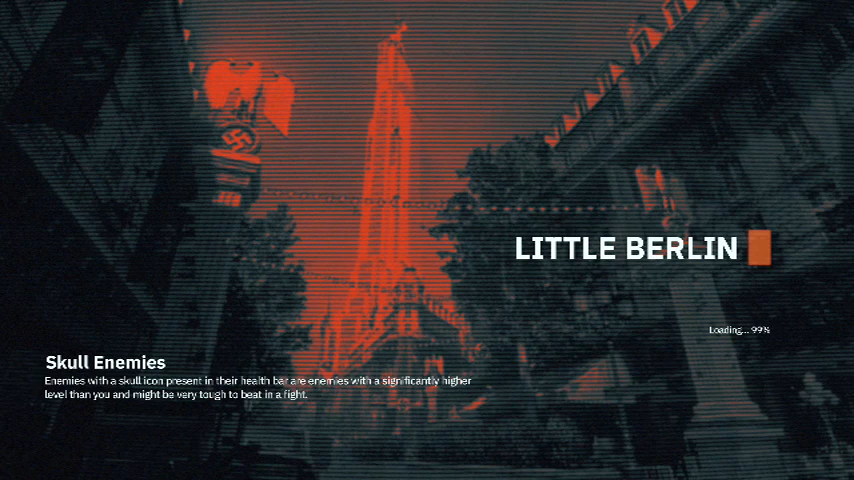 LITTLE BERLIN
Loading... 99%
Skull Enemies
Enemies with a skull icon present in their health bar are enemies with a significantly higher
level than you and might be very tough to beat in a fight.